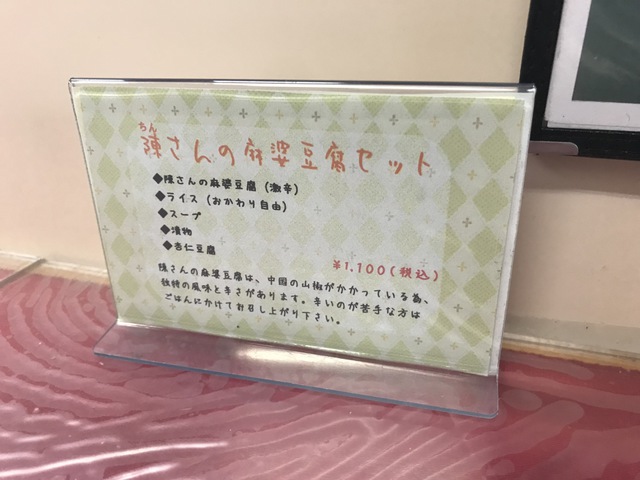 ちん
陳さんの麻婆豆腐セット
◆陳さんの麻婆豆腐(激辛)
◆ライス(おかわり自由)
◆スープ
◆漬物
◆杏仁豆腐
¥1,100(税込)
陳さんの麻婆豆腐は、中国の山椒がかかっている為、
独特の風味と辛さがあります。辛いのが苦手な方は
ごはんにかけてお召し上がり下さい。